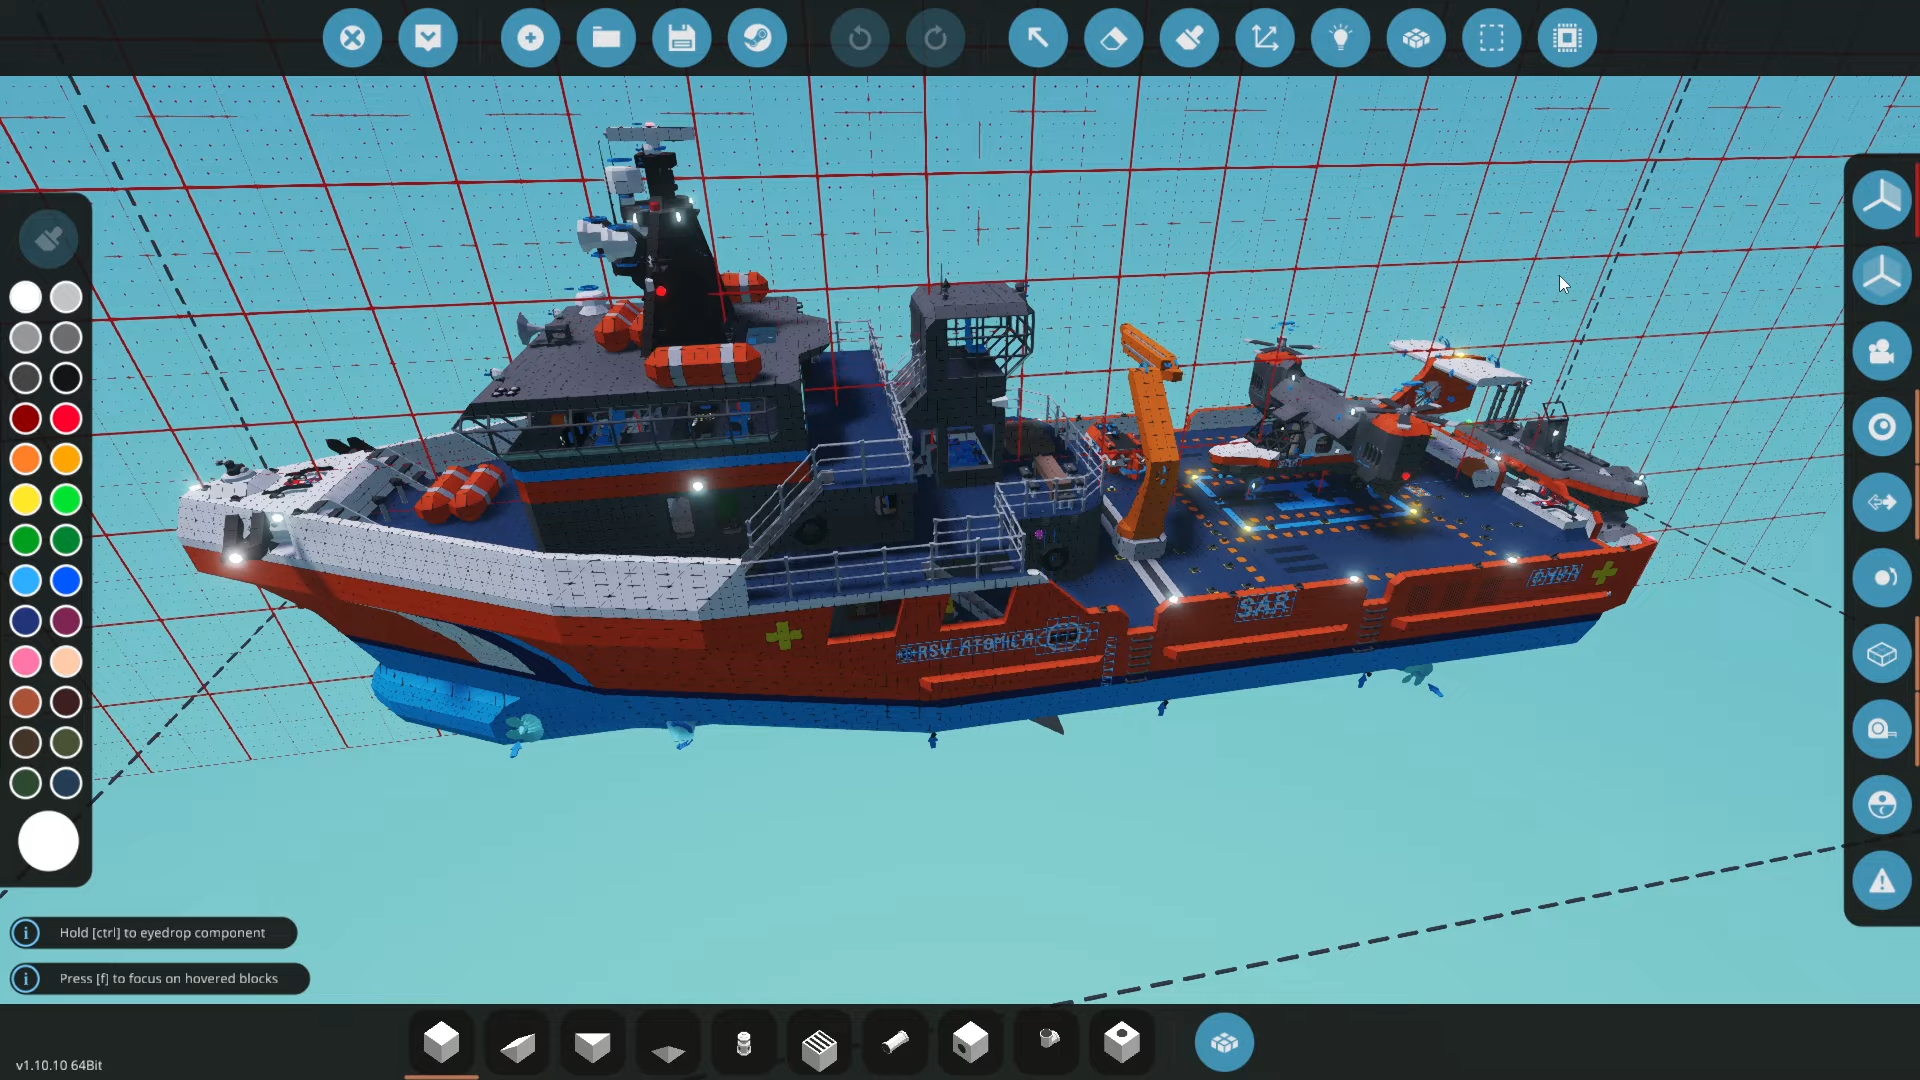 RSV ATOMICA
SAR
Hold [ctrl] to eyedrop component
Press [f] to focus on hovered blocks
v1.10.10 64Bit